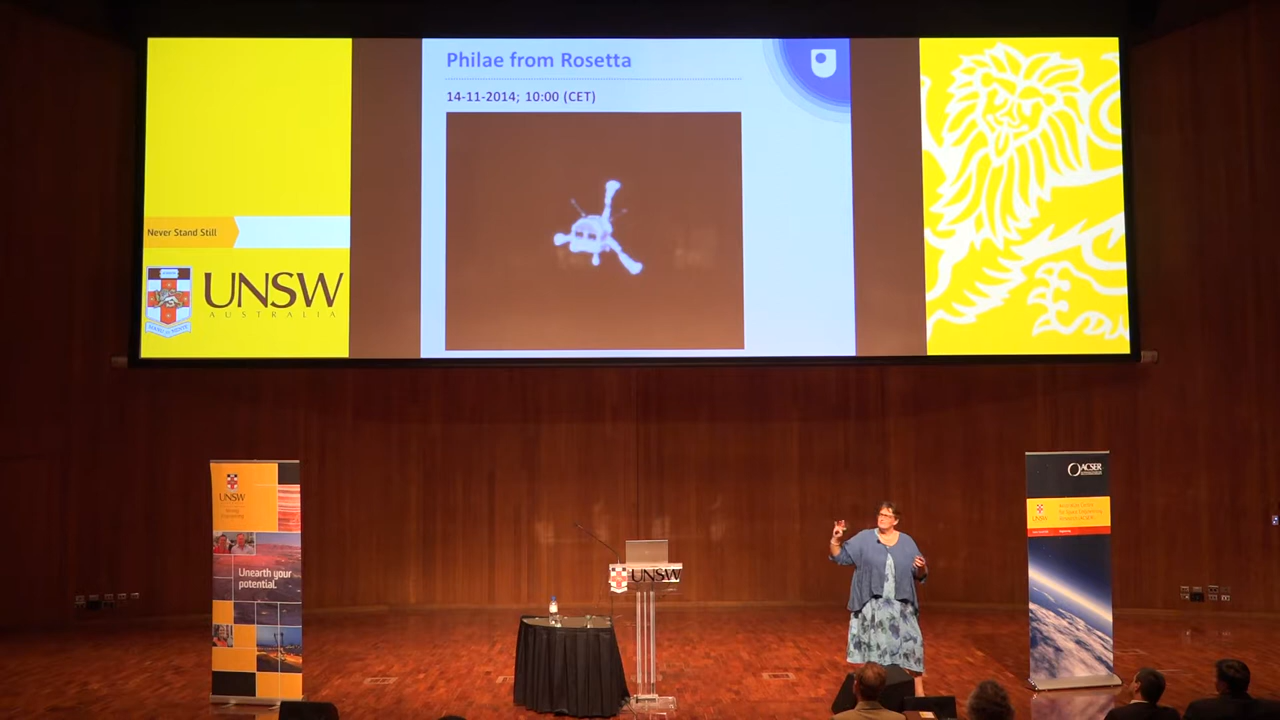 Philae from Rosetta
14-11-2014; 10:00 (CET)
Never Stand Still
UNSW
AUSTRALIA
UNSW
Unearth your
potential.
UNSW
ACSER
UNSW